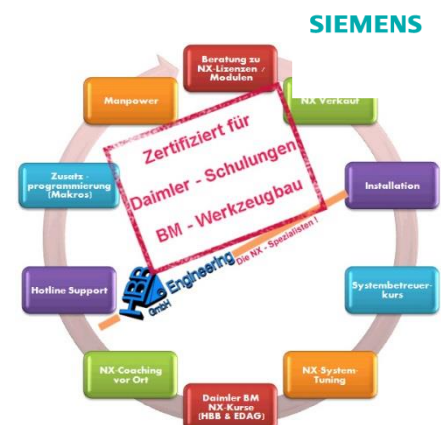 SIEMENS
Beratung zu
NX-Lizenzen /
Modulen
NX Verkauf
Installation
Systembetreuer-
kurs
NX-System-
Tuning
Daimler BM
NX-Kurse
(HBB & EDAG)
NX-Coaching
vor Ort
Hotline Support
Zusatz -
programmierung
(Makros)
Manpower
Zertifiziert für
Daimler - Schulungen
BM - Werkzeugbau
HBB Engineering
GmbH
Die NX - Spezialisten !